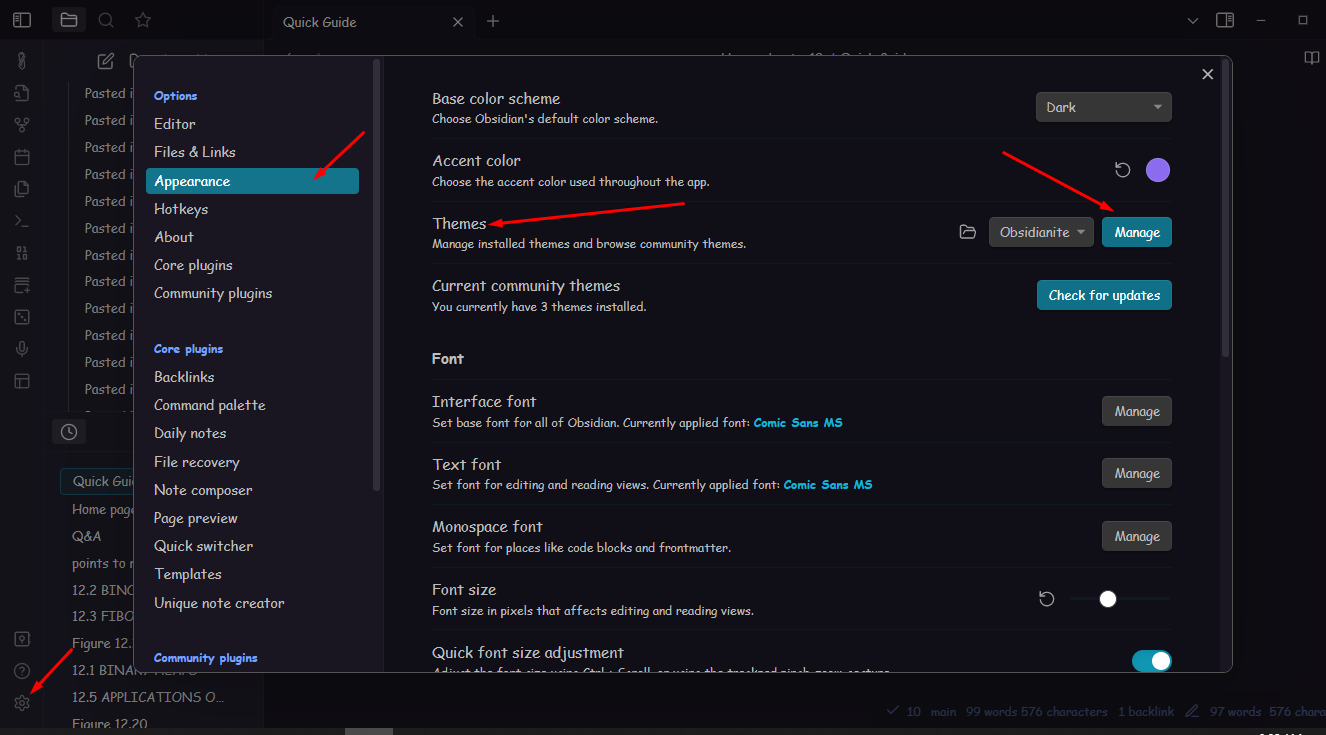 Quick Guide
Options
Editor
Files & Links
Appearance
Hotkeys
About
Core plugins
Community plugins
Core plugins
Backlinks
Command palette
Daily notes
File recovery
Note composer
Page preview
Quick switcher
Templates
Unique note creator
Community plugins
Base color scheme
Choose Obsidian's default color scheme.
Dark
Accent color
Choose the accent color used throughout the app.
Themes
Manage installed themes and browse community themes.
Obsidianite
Manage
Current community themes
You currently have 3 themes installed.
Check for updates
Font
Interface font
Set base font for all of Obsidian. Currently applied font: Comic Sans MS
Manage
Text font
Set font for editing and reading views. Currently applied font: Comic Sans MS
Manage
Monospace font
Set font for places like code blocks and frontmatter.
Manage
Font size
Font size in pixels that affects editing and reading views.
Quick font size adjustment
Pasted i
Pasted i
Pasted i
Pasted i
Pasted i
Pasted i
Pasted i
Pasted i
Pasted i
Pasted i
Pasted i
Pasted i
Quick Gui
Home page
Q&A
points to
12.2 BINO
12.3 FIBO
Figure 12.
12.1 BINARY HEAPS
12.5 APPLICATIONS O...
Figure 12.20
10 main 99 words 576 characters 1 backlink 97 words 576 chara